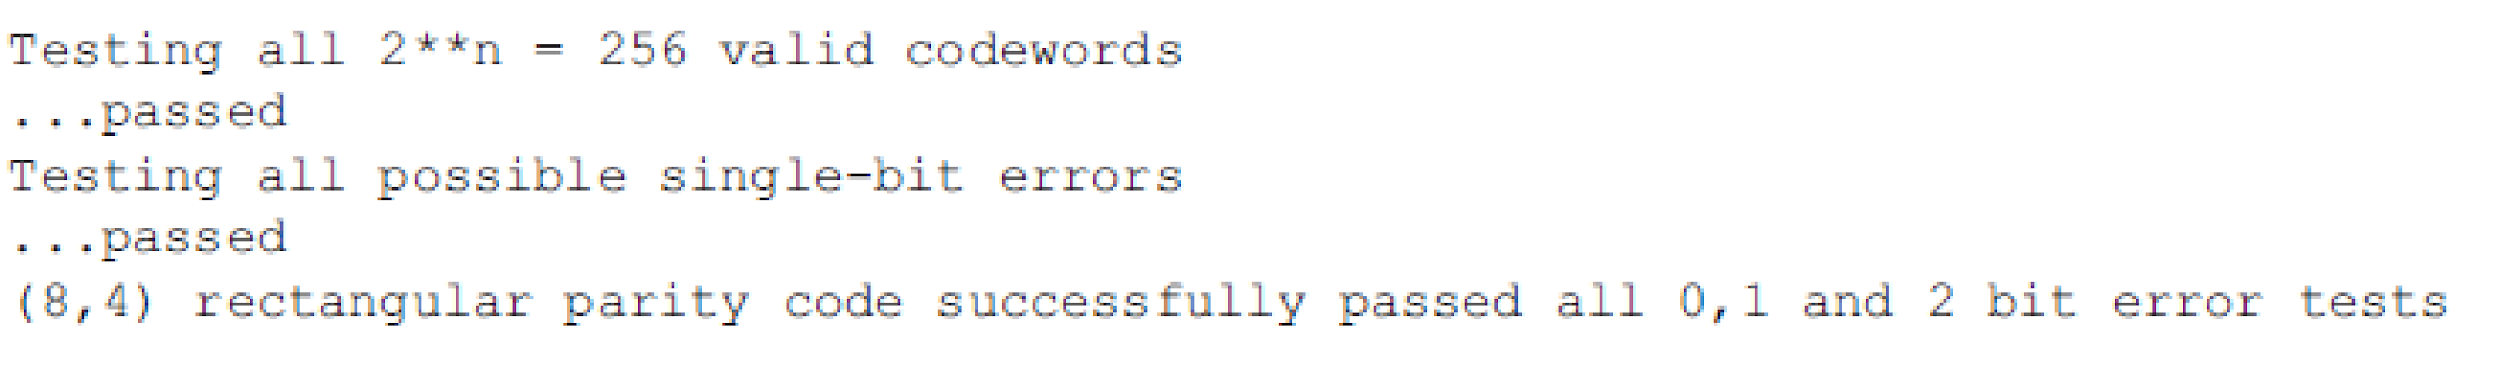 Testing all 2**n = 256 valid codewords
...passed
Testing all possible single-bit errors
...passed
(8,4) rectangular parity code successfully passed all 0,1 and 2 bit error tests